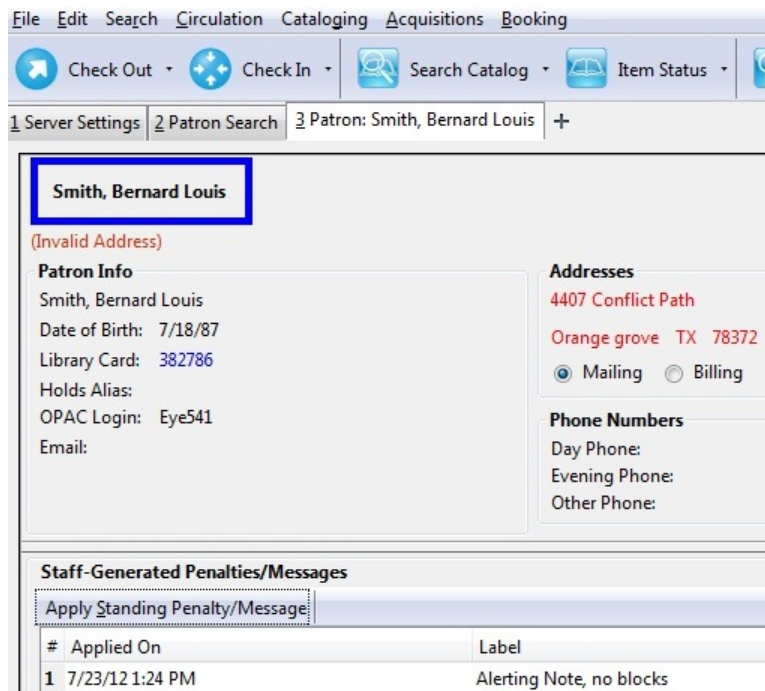 File Edit Search Circulation Cataloging Acquisitions Booking
Check Out Check In Search Catalog Item Status
1 Server Settings 2 Patron Search 3 Patron: Smith, Bernard Louis +
Smith, Bernard Louis
(Invalid Address)
Patron Info
Smith, Bernard Louis
Date of Birth: 7/18/87
Library Card: 382786
Holds Alias:
OPAC Login: Eye541
Email:
Addresses
4407 Conflict Path
Orange grove TX 78372
Mailing Billing
Phone Numbers
Day Phone:
Evening Phone:
Other Phone:
Staff-Generated Penalties/Messages
Apply Standing Penalty/Message
# Applied On Label
1 7/23/12 1:24 PM Alerting Note, no blocks